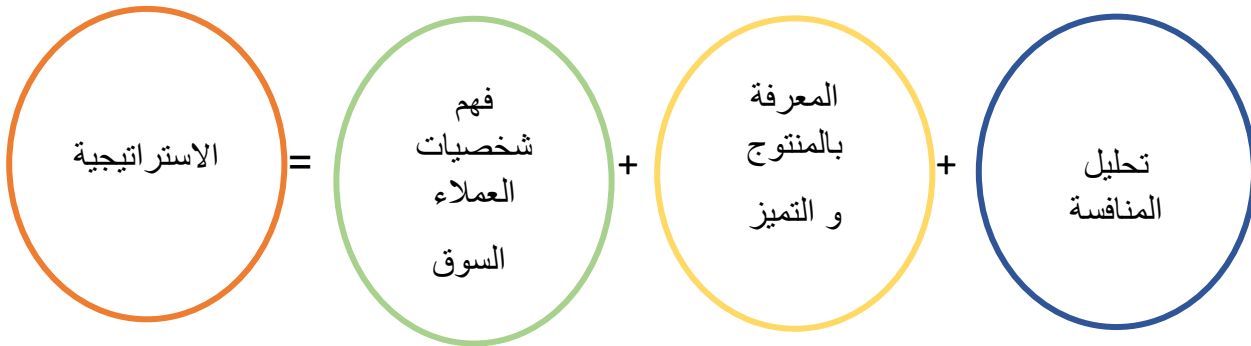 تحليل
المنافسة
+
المعرفة
بالمنتوج
و التميز
+
فهم
شخصيات
العملاء
السوق
=
الاستراتيجية